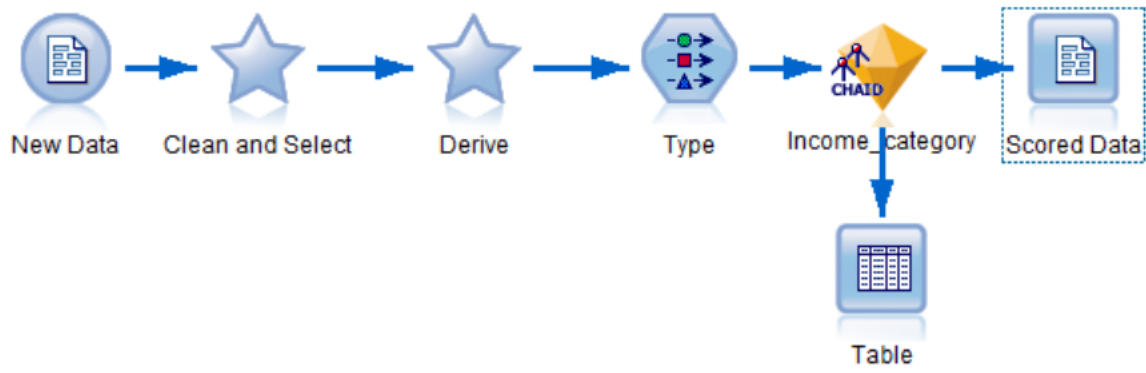 CHAID
New Data
Clean and Select
Derive
Type
Income_category
Scored Data
Table